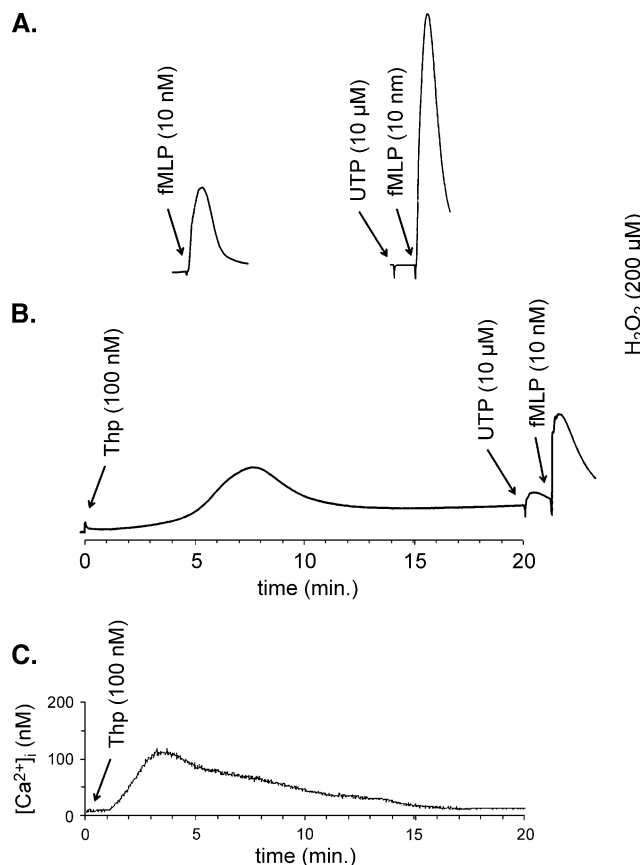 A.
fMLP (10 nM)
UTP (10 µM)
fMLP (10 nm)
H₂O₂ (200 µM)
B.
Thp (100 nM)
UTP (10 µM)
fMLP (10 nM)
0 5 10 15 20
time (min.)
C.
Thp (100 nM)
[Ca²⁺]ᵢ (nM)
200
100
0
0 5 10 15 20
time (min.)